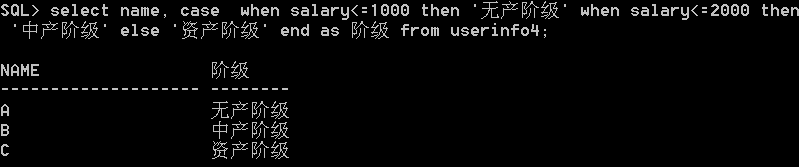 SQL> select name, case  when salary<=1000 then '无产阶级' when salary<=2000 then
 '中产阶级' else '资产阶级' end as 阶级 from userinfo4;
NAME                 阶级
-------------------- --------
A                    无产阶级
B                    中产阶级
C                    资产阶级